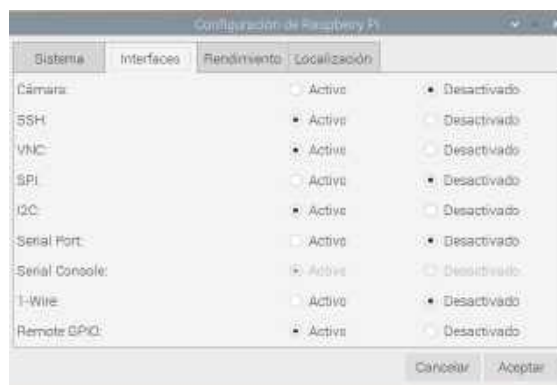 Configuración de Raspberry Pi
Sistema Interfaces Rendimiento Localización
Cámara: Activo Desactivado
SSH: Activo Desactivado
VNC: Activo Desactivado
SPI: Activo Desactivado
I2C: Activo Desactivado
Serial Port: Activo Desactivado
Serial Console: Activo Desactivado
1-Wire: Activo Desactivado
Remote GPIO: Activo Desactivado
Cancelar Aceptar